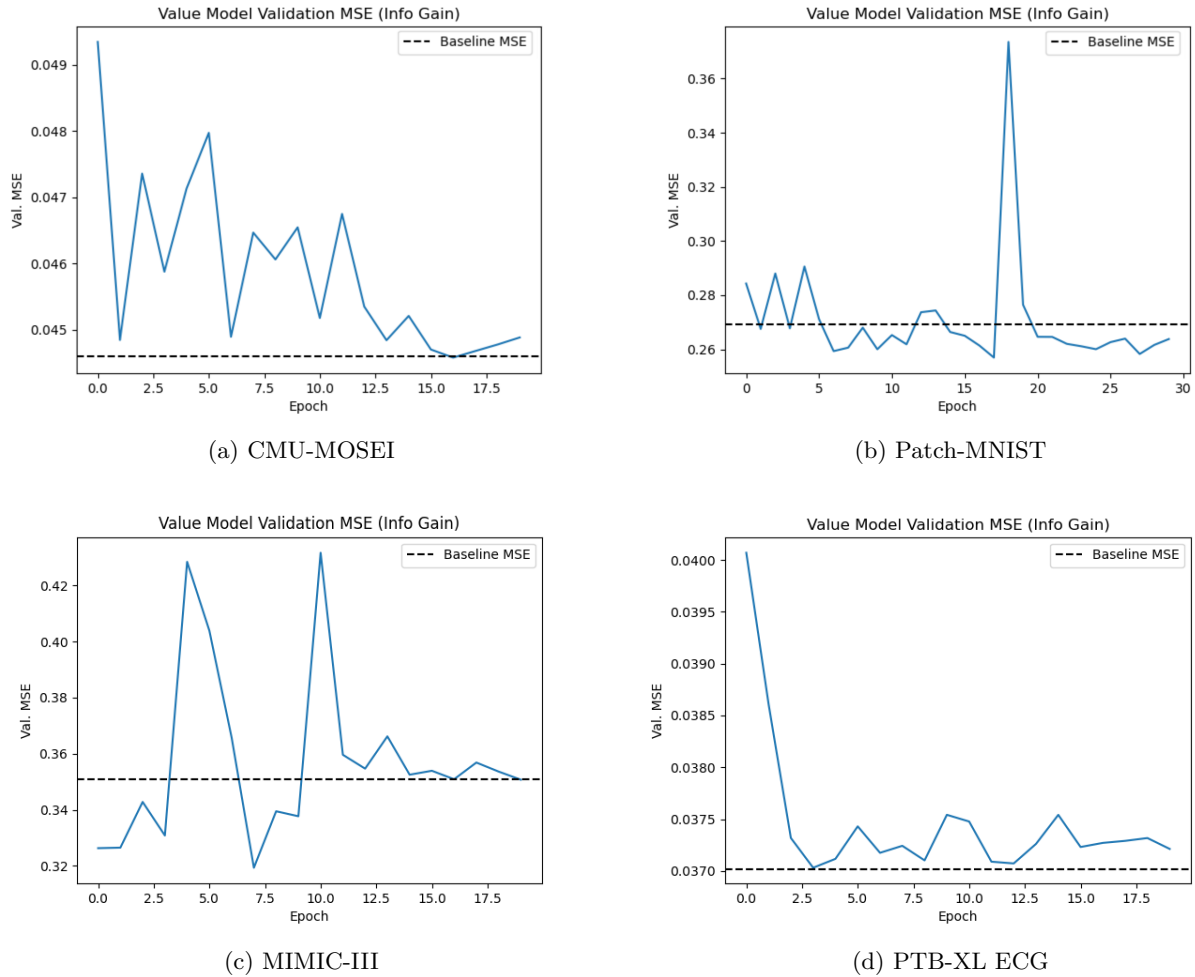 Value Model Validation MSE (Info Gain)
Baseline MSE
0.049
0.048
0.047
0.046
0.045
Val. MSE
0.0 2.5 5.0 7.5 10.0 12.5 15.0 17.5
Epoch
(a) CMU-MOSEI
Value Model Validation MSE (Info Gain)
Baseline MSE
0.36
0.34
0.32
0.30
0.28
0.26
Val. MSE
0 5 10 15 20 25 30
Epoch
(b) Patch-MNIST
Value Model Validation MSE (Info Gain)
Baseline MSE
0.42
0.40
0.38
0.36
0.34
0.32
Val. MSE
0.0 2.5 5.0 7.5 10.0 12.5 15.0 17.5
Epoch
(c) MIMIC-III
Value Model Validation MSE (Info Gain)
Baseline MSE
0.0400
0.0395
0.0390
0.0385
0.0380
0.0375
0.0370
Val. MSE
0.0 2.5 5.0 7.5 10.0 12.5 15.0 17.5
Epoch
(d) PTB-XL ECG